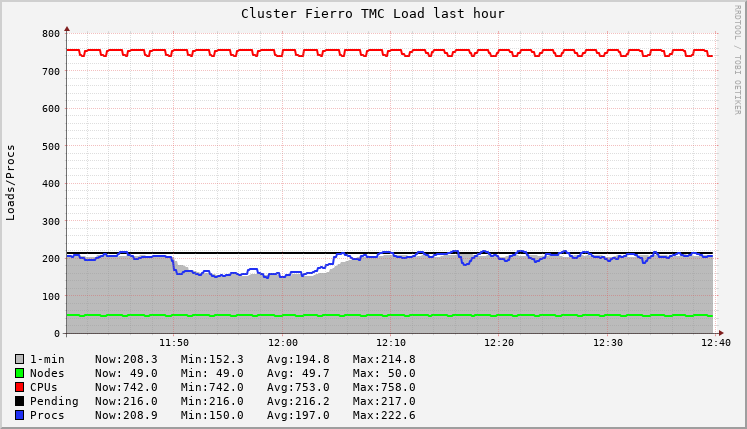 Cluster Fierro TMC Load last hour
RRDTOOL / TOBI OETIKER
Loads/Procs
800
700
600
500
400
300
200
100
0
11:50 12:00 12:10 12:20 12:30 12:40
1-min Now:208.3 Min:152.3 Avg:194.8 Max:214.8
Nodes Now: 49.0 Min: 49.0 Avg: 49.7 Max: 50.0
CPUs Now:742.0 Min:742.0 Avg:753.0 Max:758.0
Pending Now:216.0 Min:216.0 Avg:216.2 Max:217.0
Procs Now:208.9 Min:150.0 Avg:197.0 Max:222.6